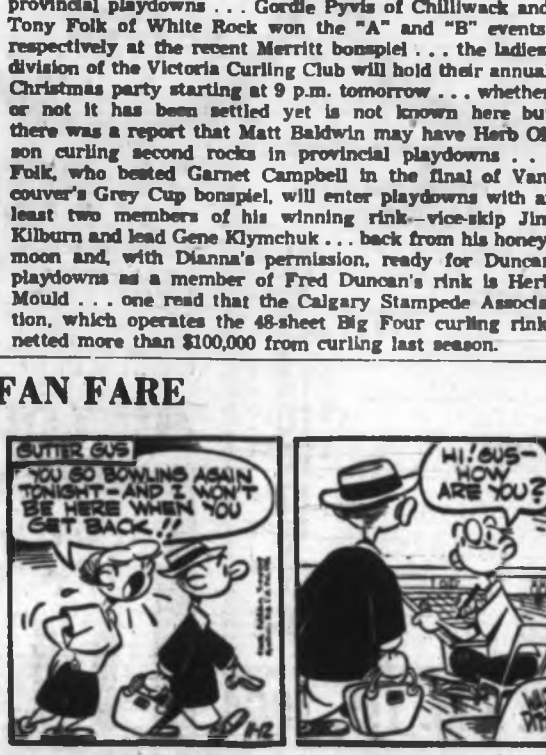 provincial playdowns . . . Gordie Pyvis of Chilliwack and
Tony Folk of White Rock won the "A" and "B" events
respectively at the recent Merritt bonspiel . . . the ladies
division of the Victoria Curling Club will hold their annual
Christmas party starting at 9 p.m. tomorrow . . . whether
or not it has been settled yet is not known here but
there was a report that Matt Baldwin may have Herb Ol
son curling second rocks in provincial playdowns . .
Folk, who bested Garnet Campbell in the final of Van
couver's Grey Cup bonspiel, will enter playdowns with a
least two members of his winning rink—vice-skip Jim
Kilburn and lead Gene Klymchuk . . . back from his honey
moon and, with Dianna's permission, ready for Duncan
playdowns as a member of Fred Duncan's rink is Herb
Mould . . . one read that the Calgary Stampede Associa
tion, which operates the 48-sheet Big Four curling rink
netted more than $100,000 from curling last season.
FAN FARE
GUTTER GUS
YOU GO BOWLING AGAIN
TONIGHT - AND I WON'T
BE HERE WHEN YOU
GET BACK!!
11-12
HI! GUS-
HOW
ARE YOU?